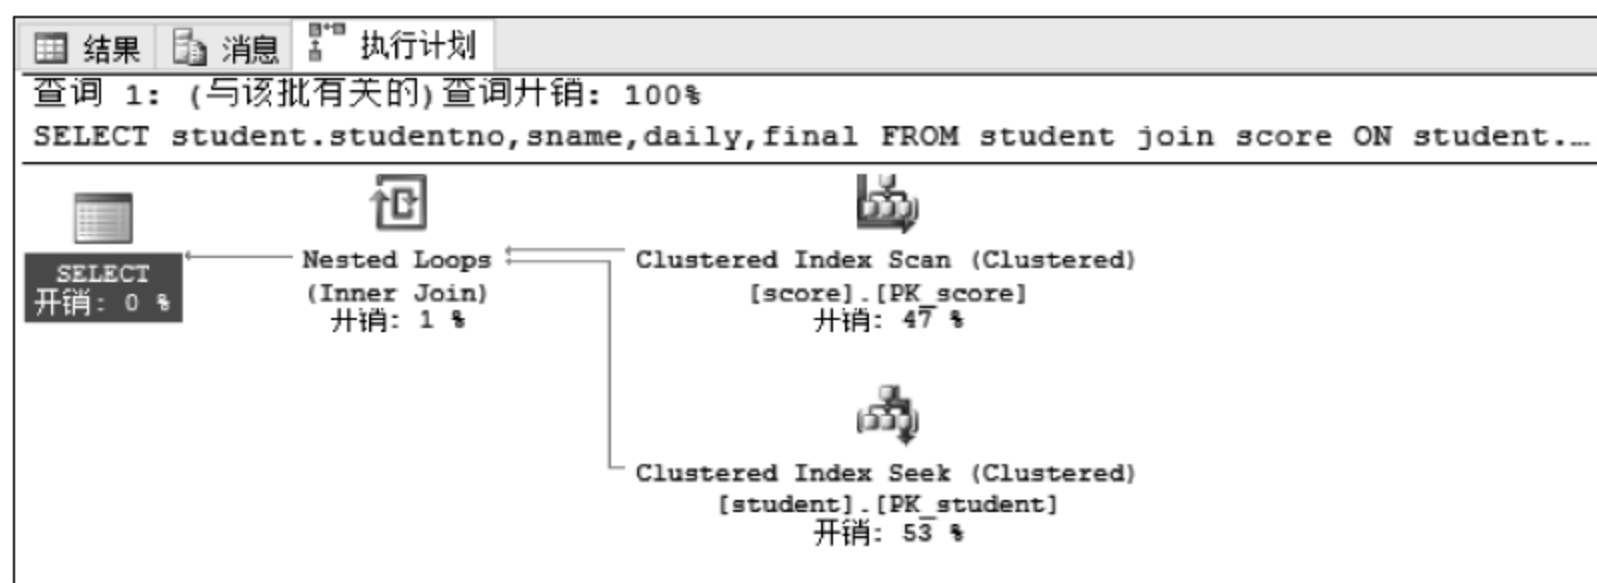 结果 消息 执行计划
查询 1: (与该批有关的)查询开销: 100%
SELECT student.studentno,sname,daily,final FROM student join score ON student.…
SELECT
开销: 0 %
Nested Loops
(Inner Join)
开销: 1 %
Clustered Index Scan (Clustered)
[score].[PK_score]
开销: 47 %
Clustered Index Seek (Clustered)
[student].[PK_student]
开销: 53 %